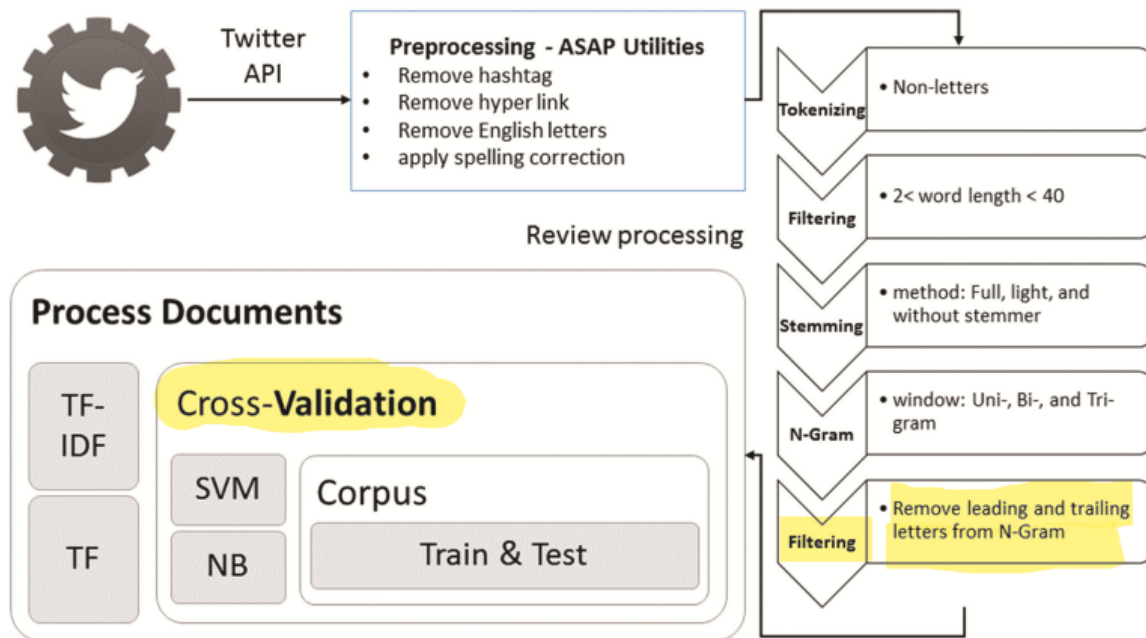 Twitter
API
Preprocessing - ASAP Utilities
• Remove hashtag
• Remove hyper link
• Remove English letters
• apply spelling correction
Tokenizing
• Non-letters
Filtering
• 2< word length < 40
Stemming
• method: Full, light, and
without stemmer
N-Gram
• window: Uni-, Bi-, and Tri-
gram
Filtering
• Remove leading and trailing
letters from N-Gram
Review processing
Process Documents
TF-
IDF
TF
Cross-Validation
SVM
NB
Corpus
Train & Test